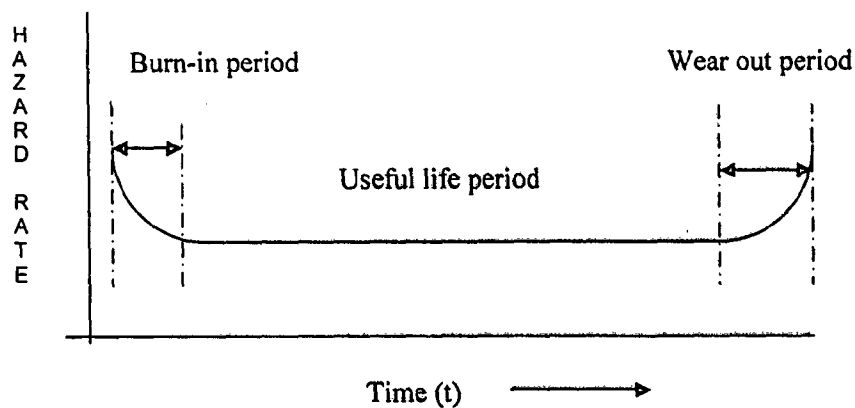 HAZARD RATE
Burn-in period
Wear out period
Useful life period
Time (t)